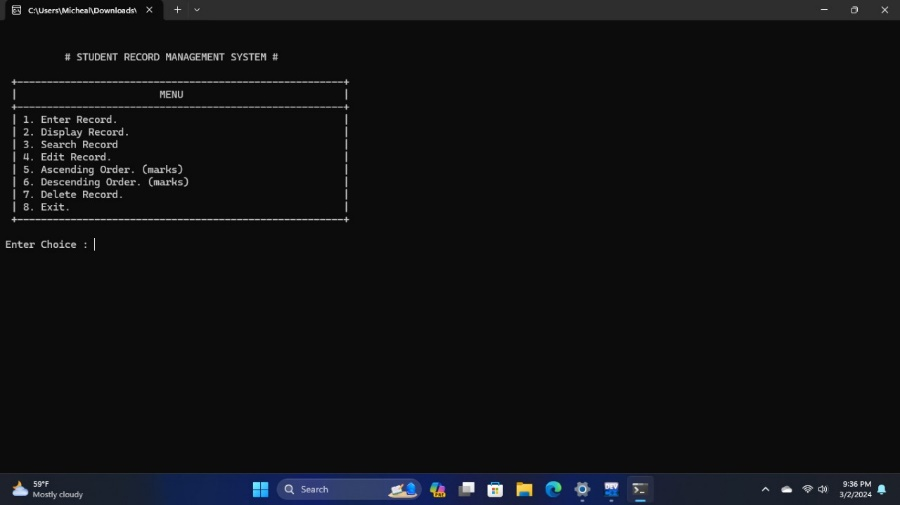 C:\Users\Micheal\Downloads\
# STUDENT RECORD MANAGEMENT SYSTEM #
MENU
1. Enter Record.
2. Display Record.
3. Search Record
4. Edit Record.
5. Ascending Order. (marks)
6. Descending Order. (marks)
7. Delete Record.
8. Exit.
Enter Choice :
59°F
Mostly cloudy
Search
9:36 PM
3/2/2024